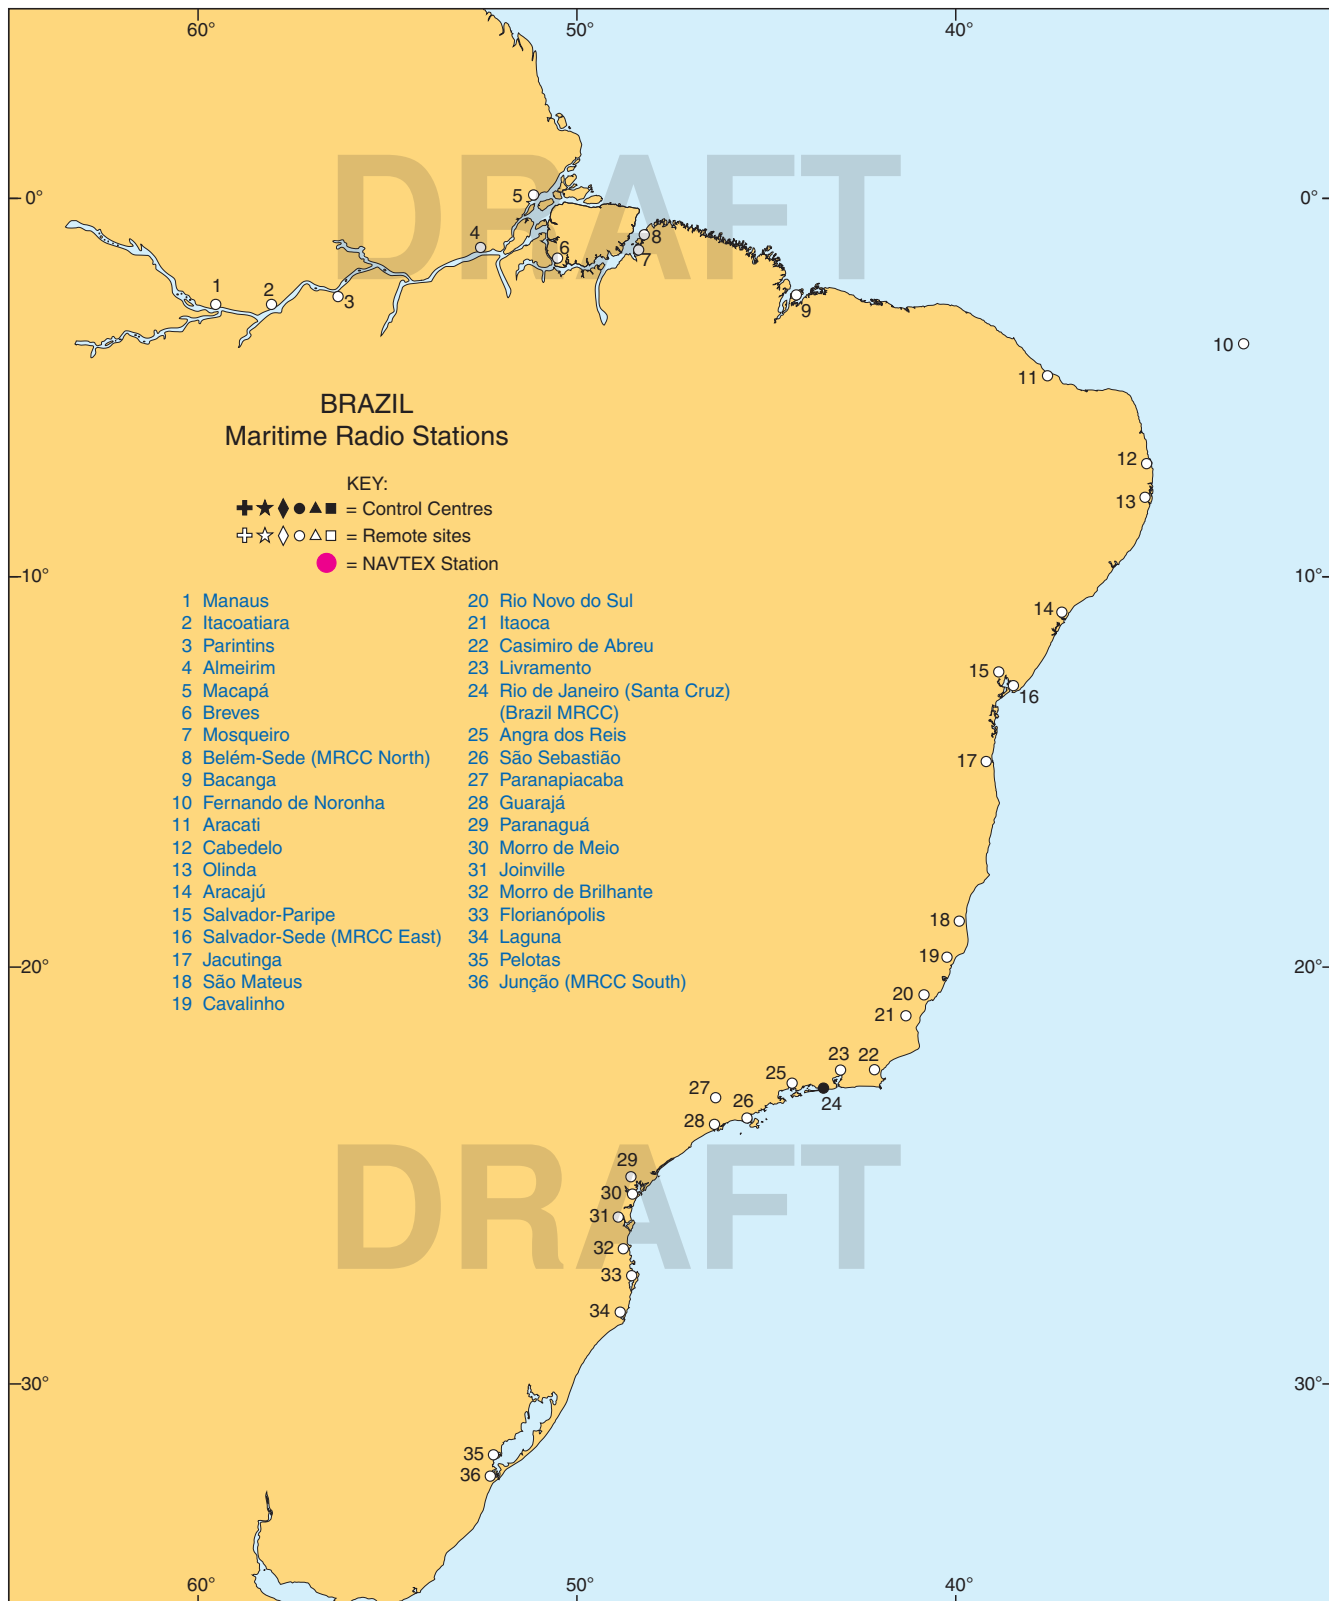 60°
50°
40°
DRAFT
0°
0°
5
4
6
8
7
1
2
3
9
10
11
BRAZIL
Maritime Radio Stations
12
KEY:
= Control Centres
13
= Remote sites
= NAVTEX Station
10°
10°
1 Manaus
2 Itacoatiara
3 Parintins
4 Almeirim
5 Macapá
6 Breves
7 Mosqueiro
8 Belém-Sede (MRCC North)
9 Bacanga
10 Fernando de Noronha
11 Aracati
12 Cabedelo
13 Olinda
14 Aracajú
15 Salvador-Paripe
16 Salvador-Sede (MRCC East)
17 Jacutinga
18 São Mateus
19 Cavalinho
20 Rio Novo do Sul
21 Itaoca
22 Casimiro de Abreu
23 Livramento
24 Rio de Janeiro (Santa Cruz)
(Brazil MRCC)
25 Angra dos Reis
26 São Sebastião
27 Paranapiacaba
28 Guarajá
29 Paranaguá
30 Morro de Meio
31 Joinville
32 Morro de Brilhante
33 Florianópolis
34 Laguna
35 Pelotas
36 Junção (MRCC South)
14
15
16
17
18
19
20°
20°
20
21
23
22
25
27
24
26
28
DRAFT
29
30
31
32
33
34
30°
30°
35
36
60°
50°
40°